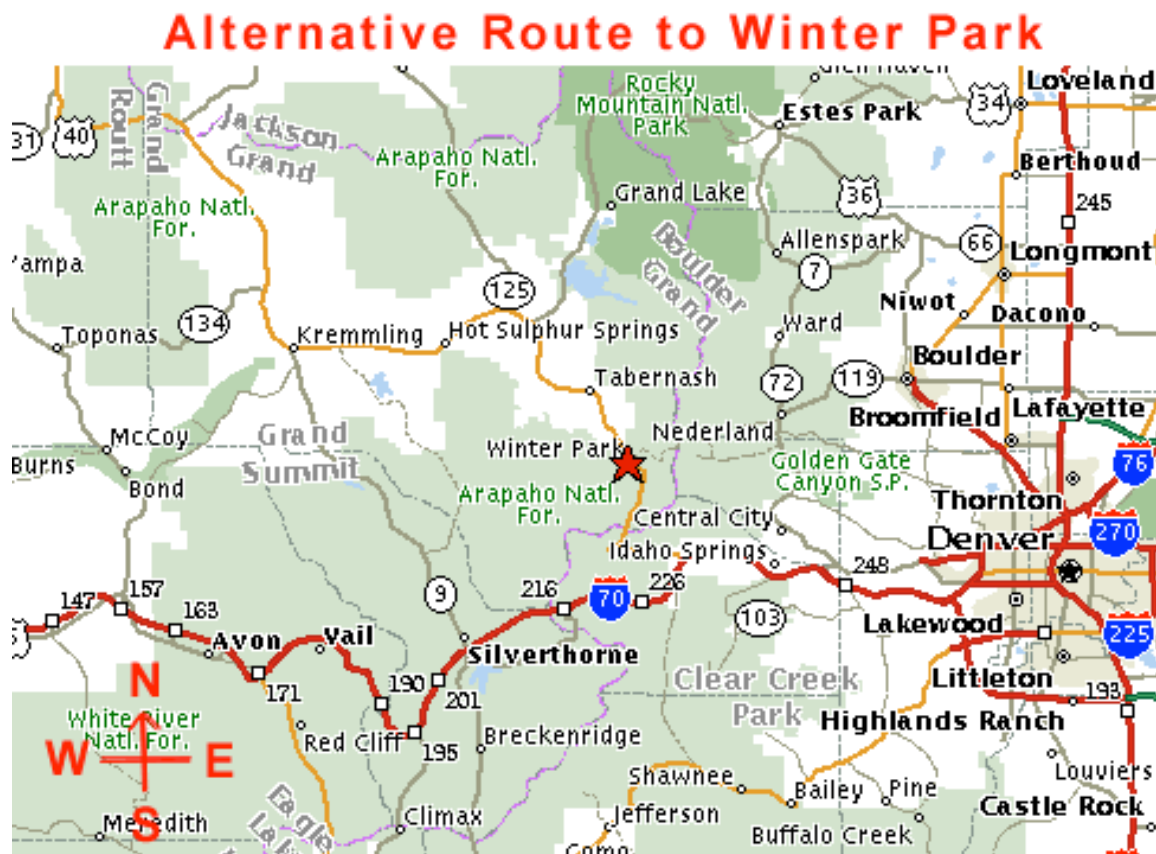 Alternative Route to Winter Park
Rocky
Mountain Natl.
Park
Glen Haven
Loveland
34
Estes Park
40
Grand
Routt
Jackson
Grand
Arapaho Natl.
For.
Berthoud
Arapaho Natl.
For.
Grand Lake
36
245
Boulder
Grand
Allenspark
66
Longmont
7
125
Niwot
Dacono
134
Toponas
Kremmling
Hot Sulphur Springs
Ward
Boulder
Tabernash
72
119
Lafayette
Broomfield
McCoy
Grand
Summit
Winter Park
Nederland
Burns
Bond
Golden Gate
Canyon S.P.
76
Arapaho Natl.
For.
Thornton
Central City
Denver
270
Idaho Springs
248
157
147
163
9
216
70
226
103
Lakewood
225
Avon
Vail
Silverthorne
171
190
201
Clear Creek
Park
Littleton
193
N
White River
Natl. For.
W
E
S
Red Cliff
195
Breckenridge
Highlands Ranch
Louviers
Shawnee
Bailey
Pine
Castle Rock
Meredith
Eagle
Climax
Jefferson
Buffalo Creek
Como